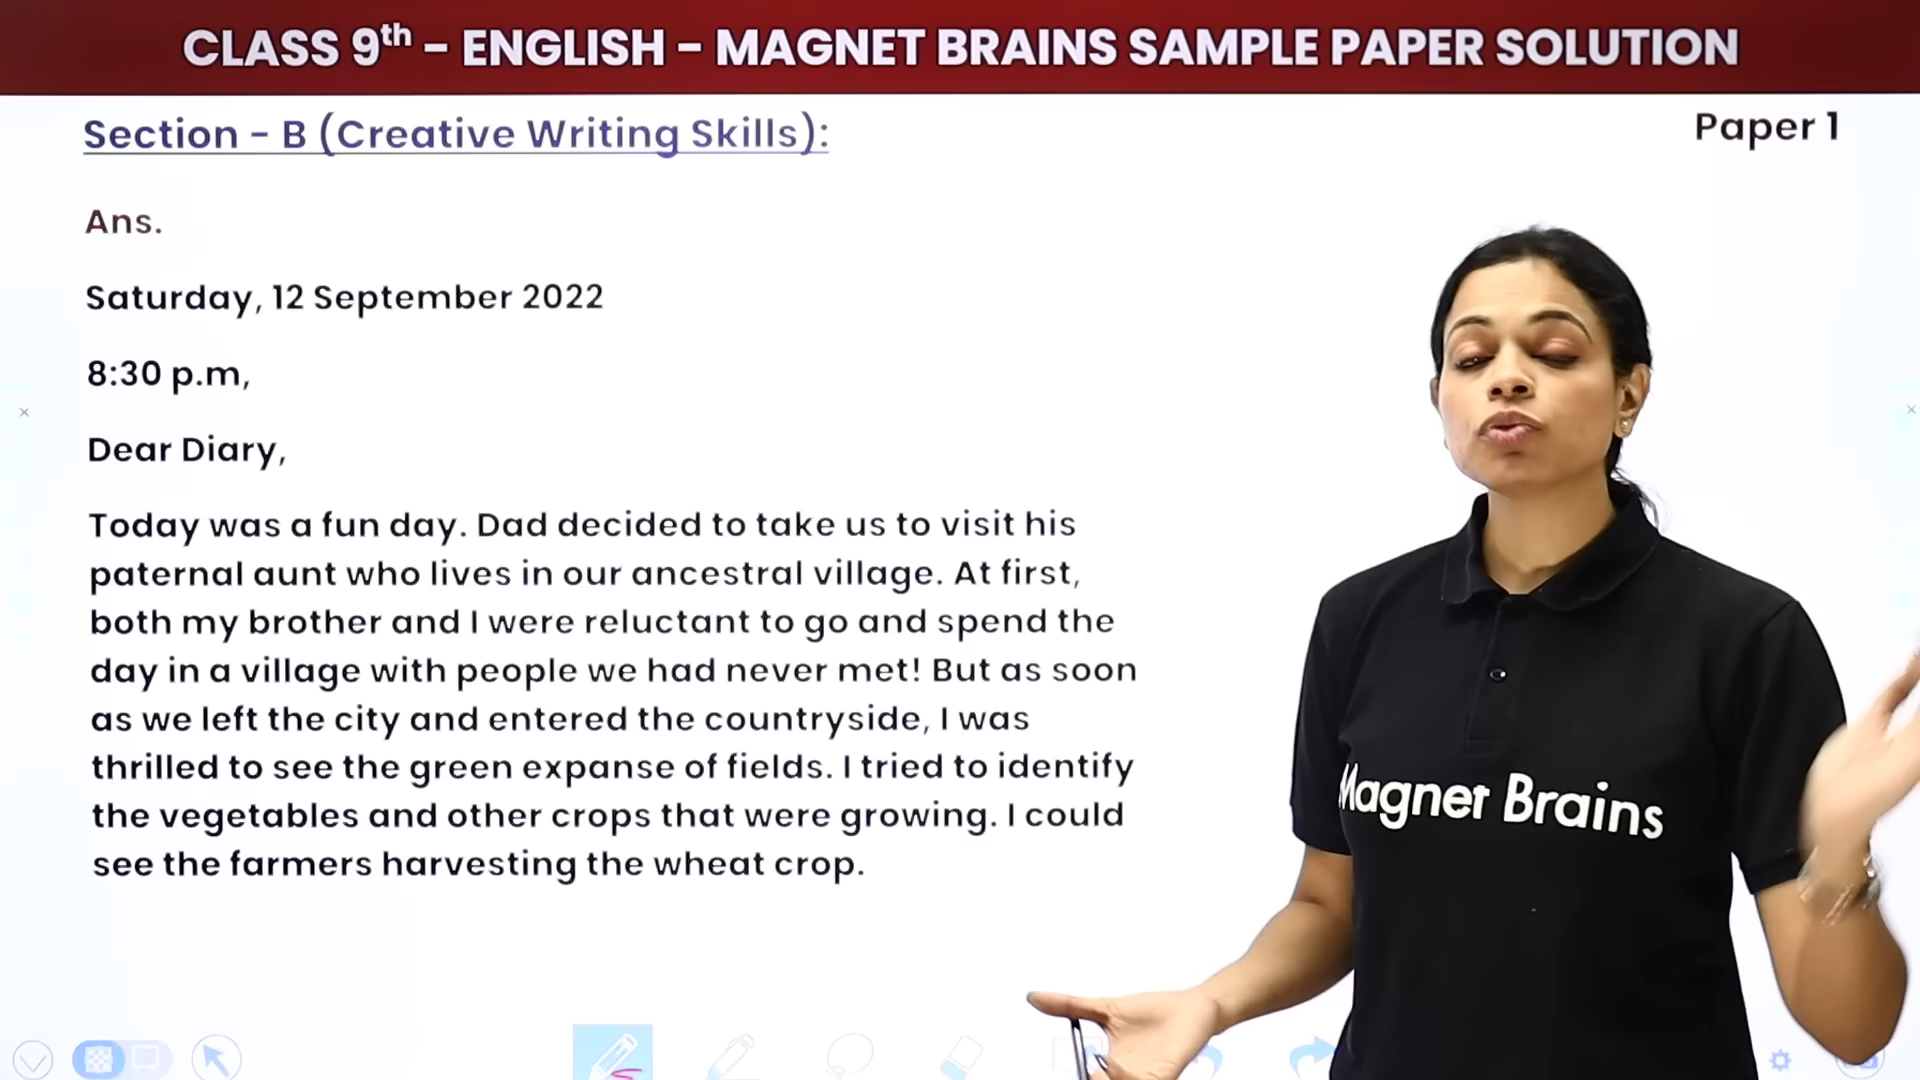 CLASS 9th – ENGLISH – MAGNET BRAINS SAMPLE PAPER SOLUTION
Section - B (Creative Writing Skills):
Paper 1
Ans.
Saturday, 12 September 2022
8:30 p.m,
Dear Diary,
Today was a fun day. Dad decided to take us to visit his
paternal aunt who lives in our ancestral village. At first,
both my brother and I were reluctant to go and spend the
day in a village with people we had never met! But as soon
as we left the city and entered the countryside, I was
thrilled to see the green expanse of fields. I tried to identify
the vegetables and other crops that were growing. I could
see the farmers harvesting the wheat crop.
Magnet Brains